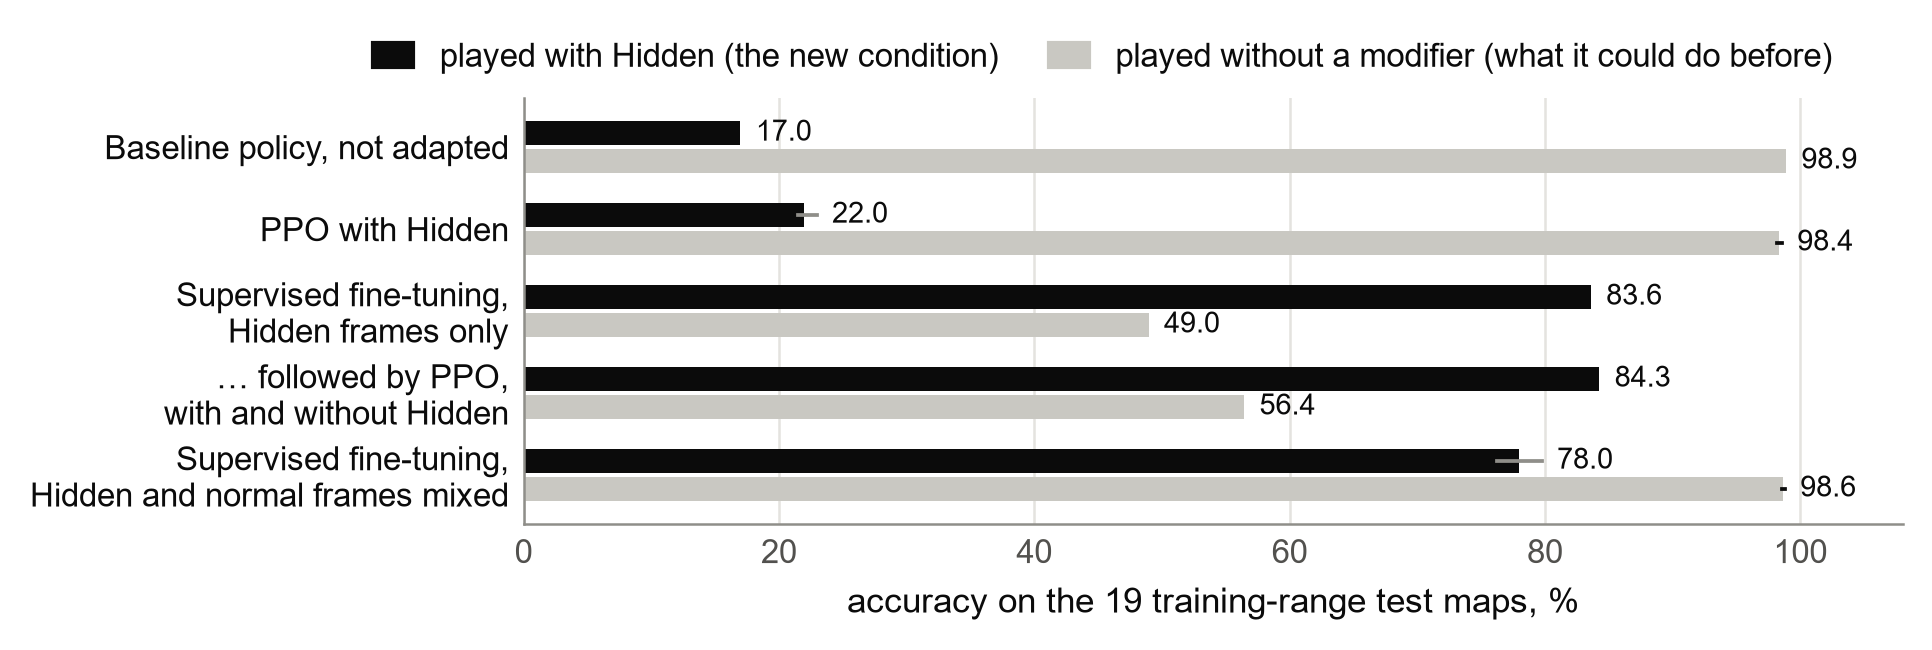 played with Hidden (the new condition) played without a modifier (what it could do before)
Baseline policy, not adapted
17.0
98.9
PPO with Hidden
22.0
98.4
Supervised fine-tuning,
Hidden frames only
83.6
49.0
… followed by PPO,
with and without Hidden
84.3
56.4
Supervised fine-tuning,
Hidden and normal frames mixed
78.0
98.6
0 20 40 60 80 100
accuracy on the 19 training-range test maps, %